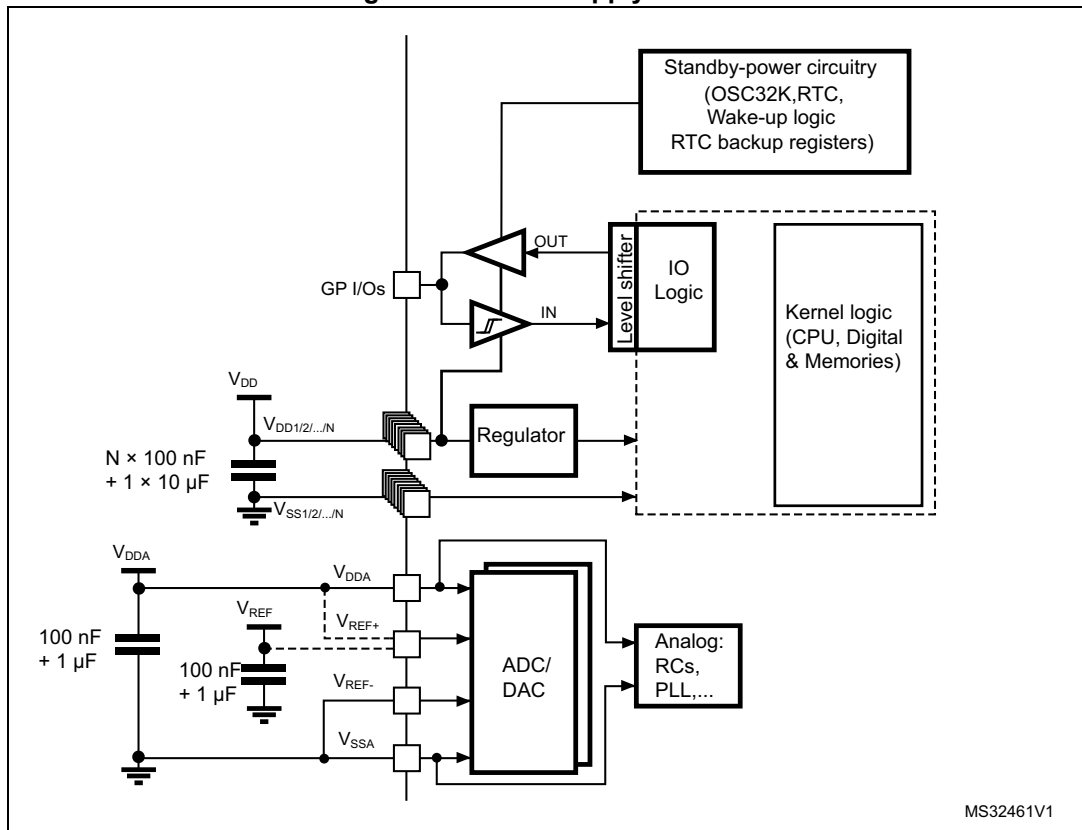 Standby-power circuitry
(OSC32K,RTC,
Wake-up logic
RTC backup registers)
OUT
GP I/Os
IN
Level shifter
IO
Logic
Kernel logic
(CPU, Digital
& Memories)
VDD
VDD1/2/.../N
Regulator
N × 100 nF
+ 1 × 10 µF
VSS1/2/.../N
VDDA
VDDA
VREF
VREF+
100 nF
+ 1 µF
100 nF
+ 1 µF
VREF-
ADC/
DAC
Analog:
RCs,
PLL,...
VSSA
MS32461V1